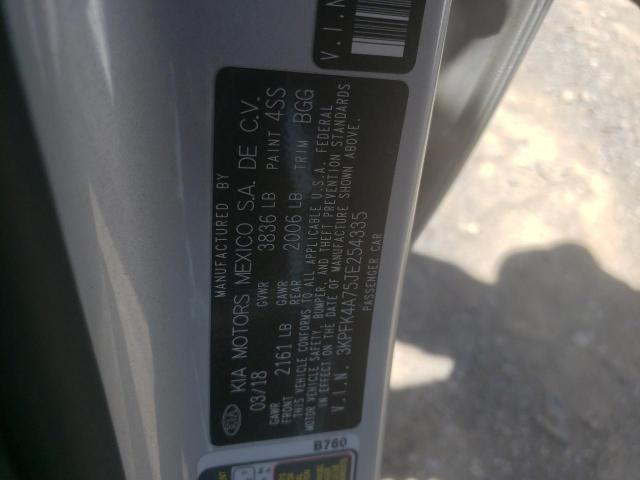 V.I.N
MANUFACTURED BY
KIA KIA MOTORS MEXICO S.A. DE C.V.
03/18 GVWR 3836 LB PAINT 4SS
GAWR FRONT 2161 LB GAWR REAR 2006 LB TRIM BGG
THIS VEHICLE CONFORMS TO ALL APPLICABLE U.S.A. FEDERAL
MOTOR VEHICLE SAFETY, BUMPER, AND THEFT PREVENTION STANDARDS
IN EFFECT ON THE DATE OF MANUFACTURE SHOWN ABOVE.
V.I.N. 3KPFK4A75JE254335
PASSENGER CAR
B760